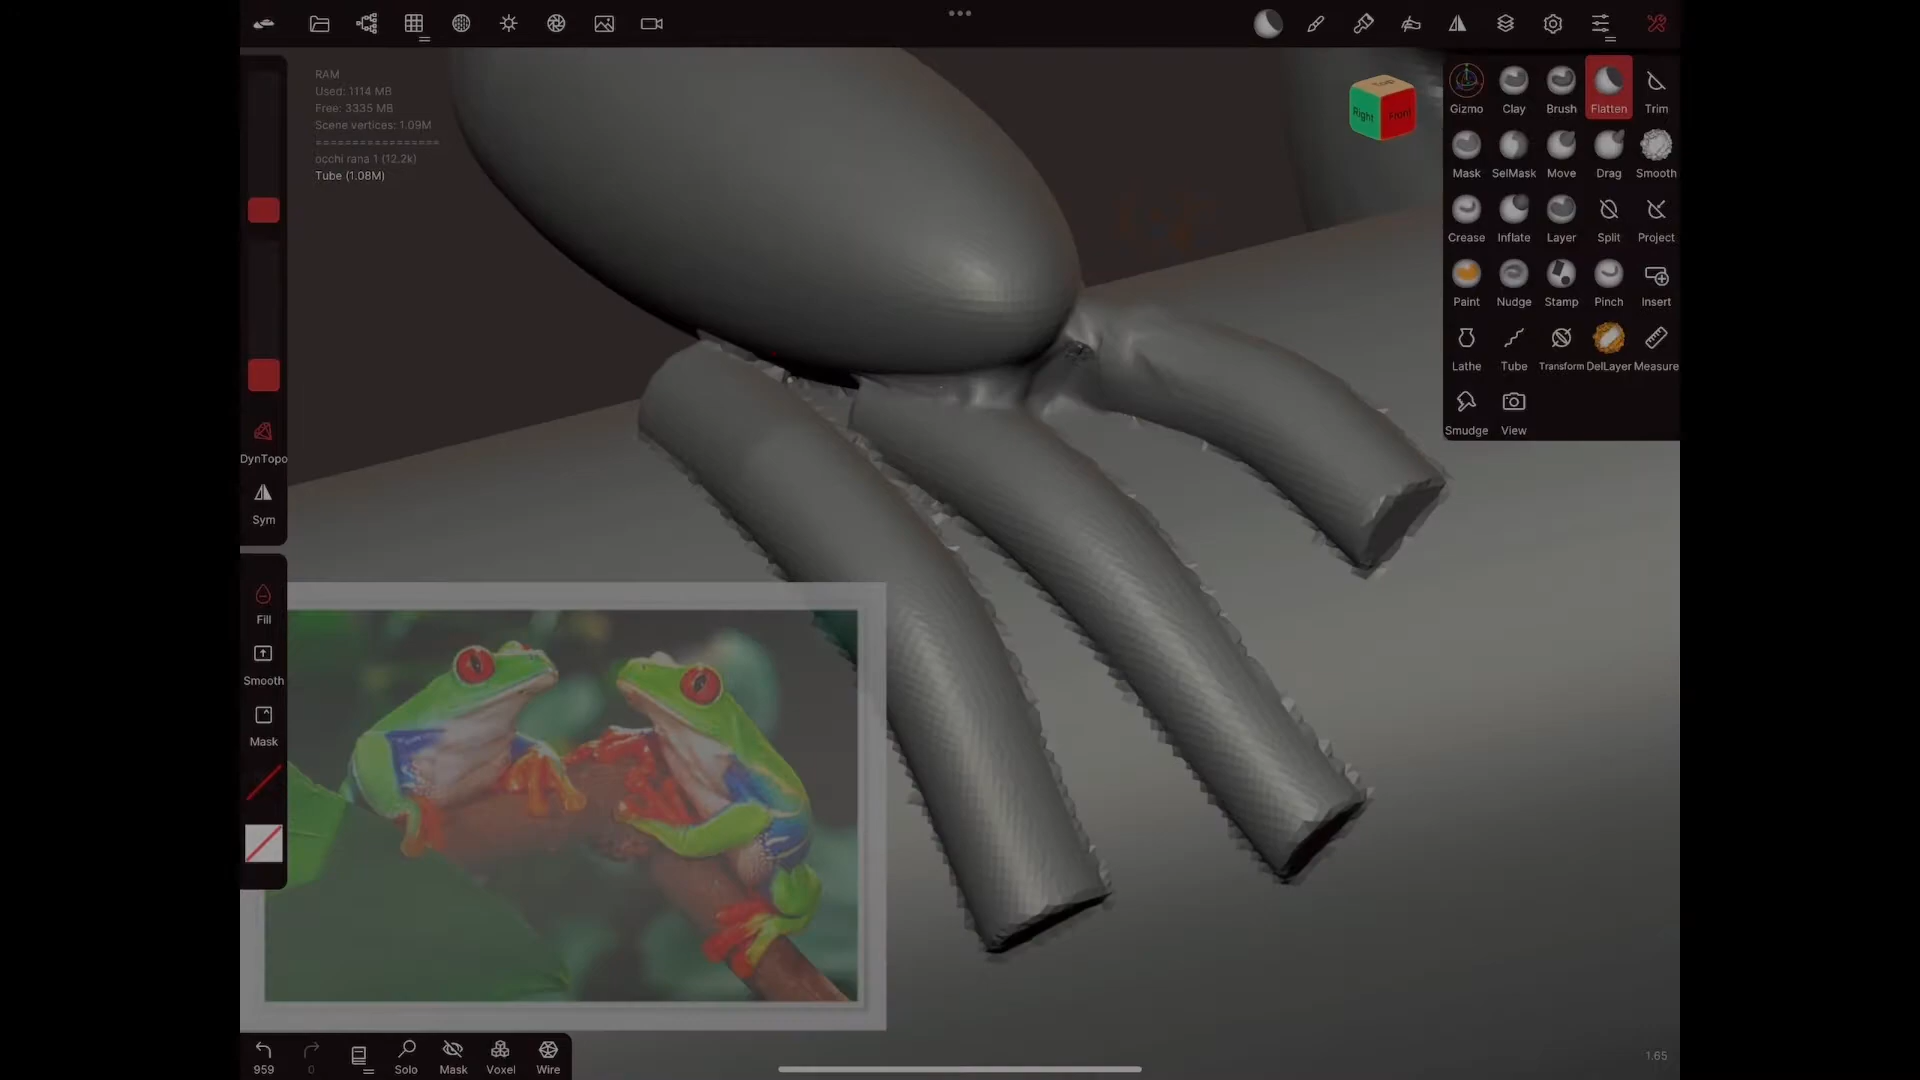 RAM
Used: 1114 MB
Free: 3335 MB
Scene vertices: 1.09M
=================
occhi rana 1 (12.2k)
Tube (1.08M)
Top
Right
Front
Gizmo Clay Brush Flatten Trim
Mask SelMask Move Drag Smooth
Crease Inflate Layer Split Project
Paint Nudge Stamp Pinch Insert
Lathe Tube Transform DelLayer Measure
Smudge View
DynTopo
Sym
Fill
Smooth
Mask
959 0 Solo Mask Voxel Wire
1.65